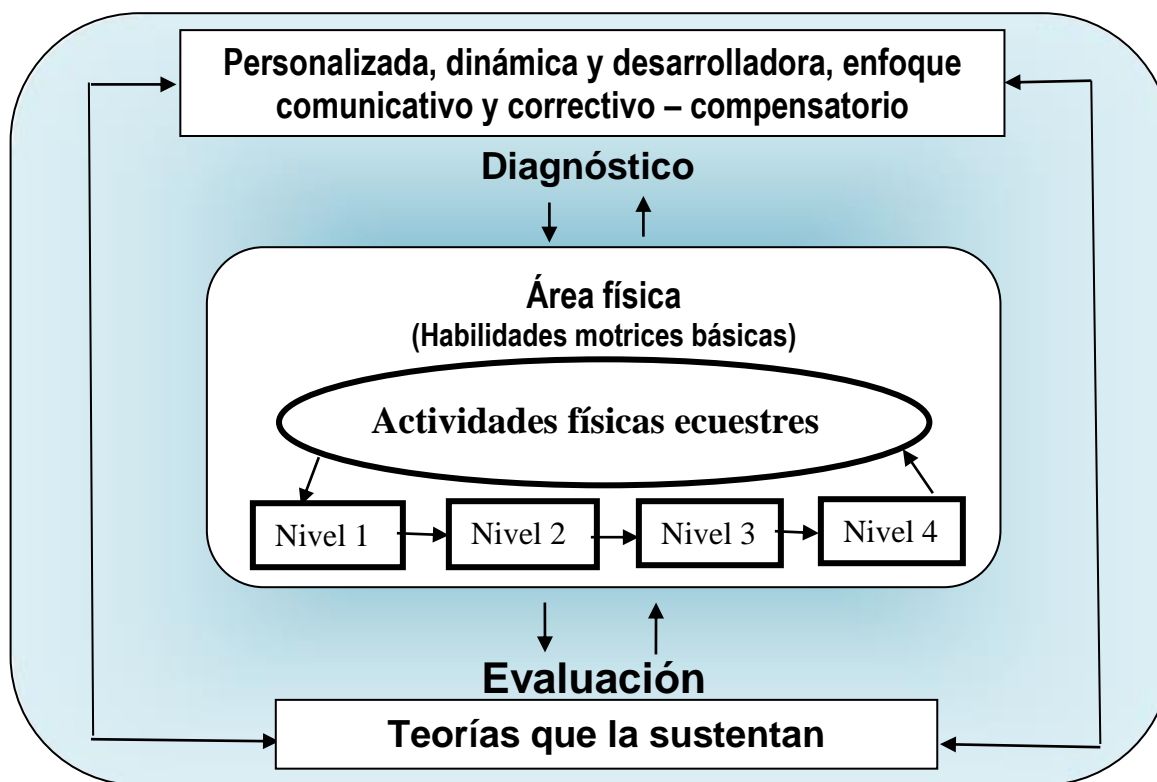 Personalizada, dinámica y desarrolladora, enfoque
comunicativo y correctivo – compensatorio
Diagnóstico
Área física
(Habilidades motrices básicas)
Actividades físicas ecuestres
Nivel 1
Nivel 2
Nivel 3
Nivel 4
Evaluación
Teorías que la sustentan